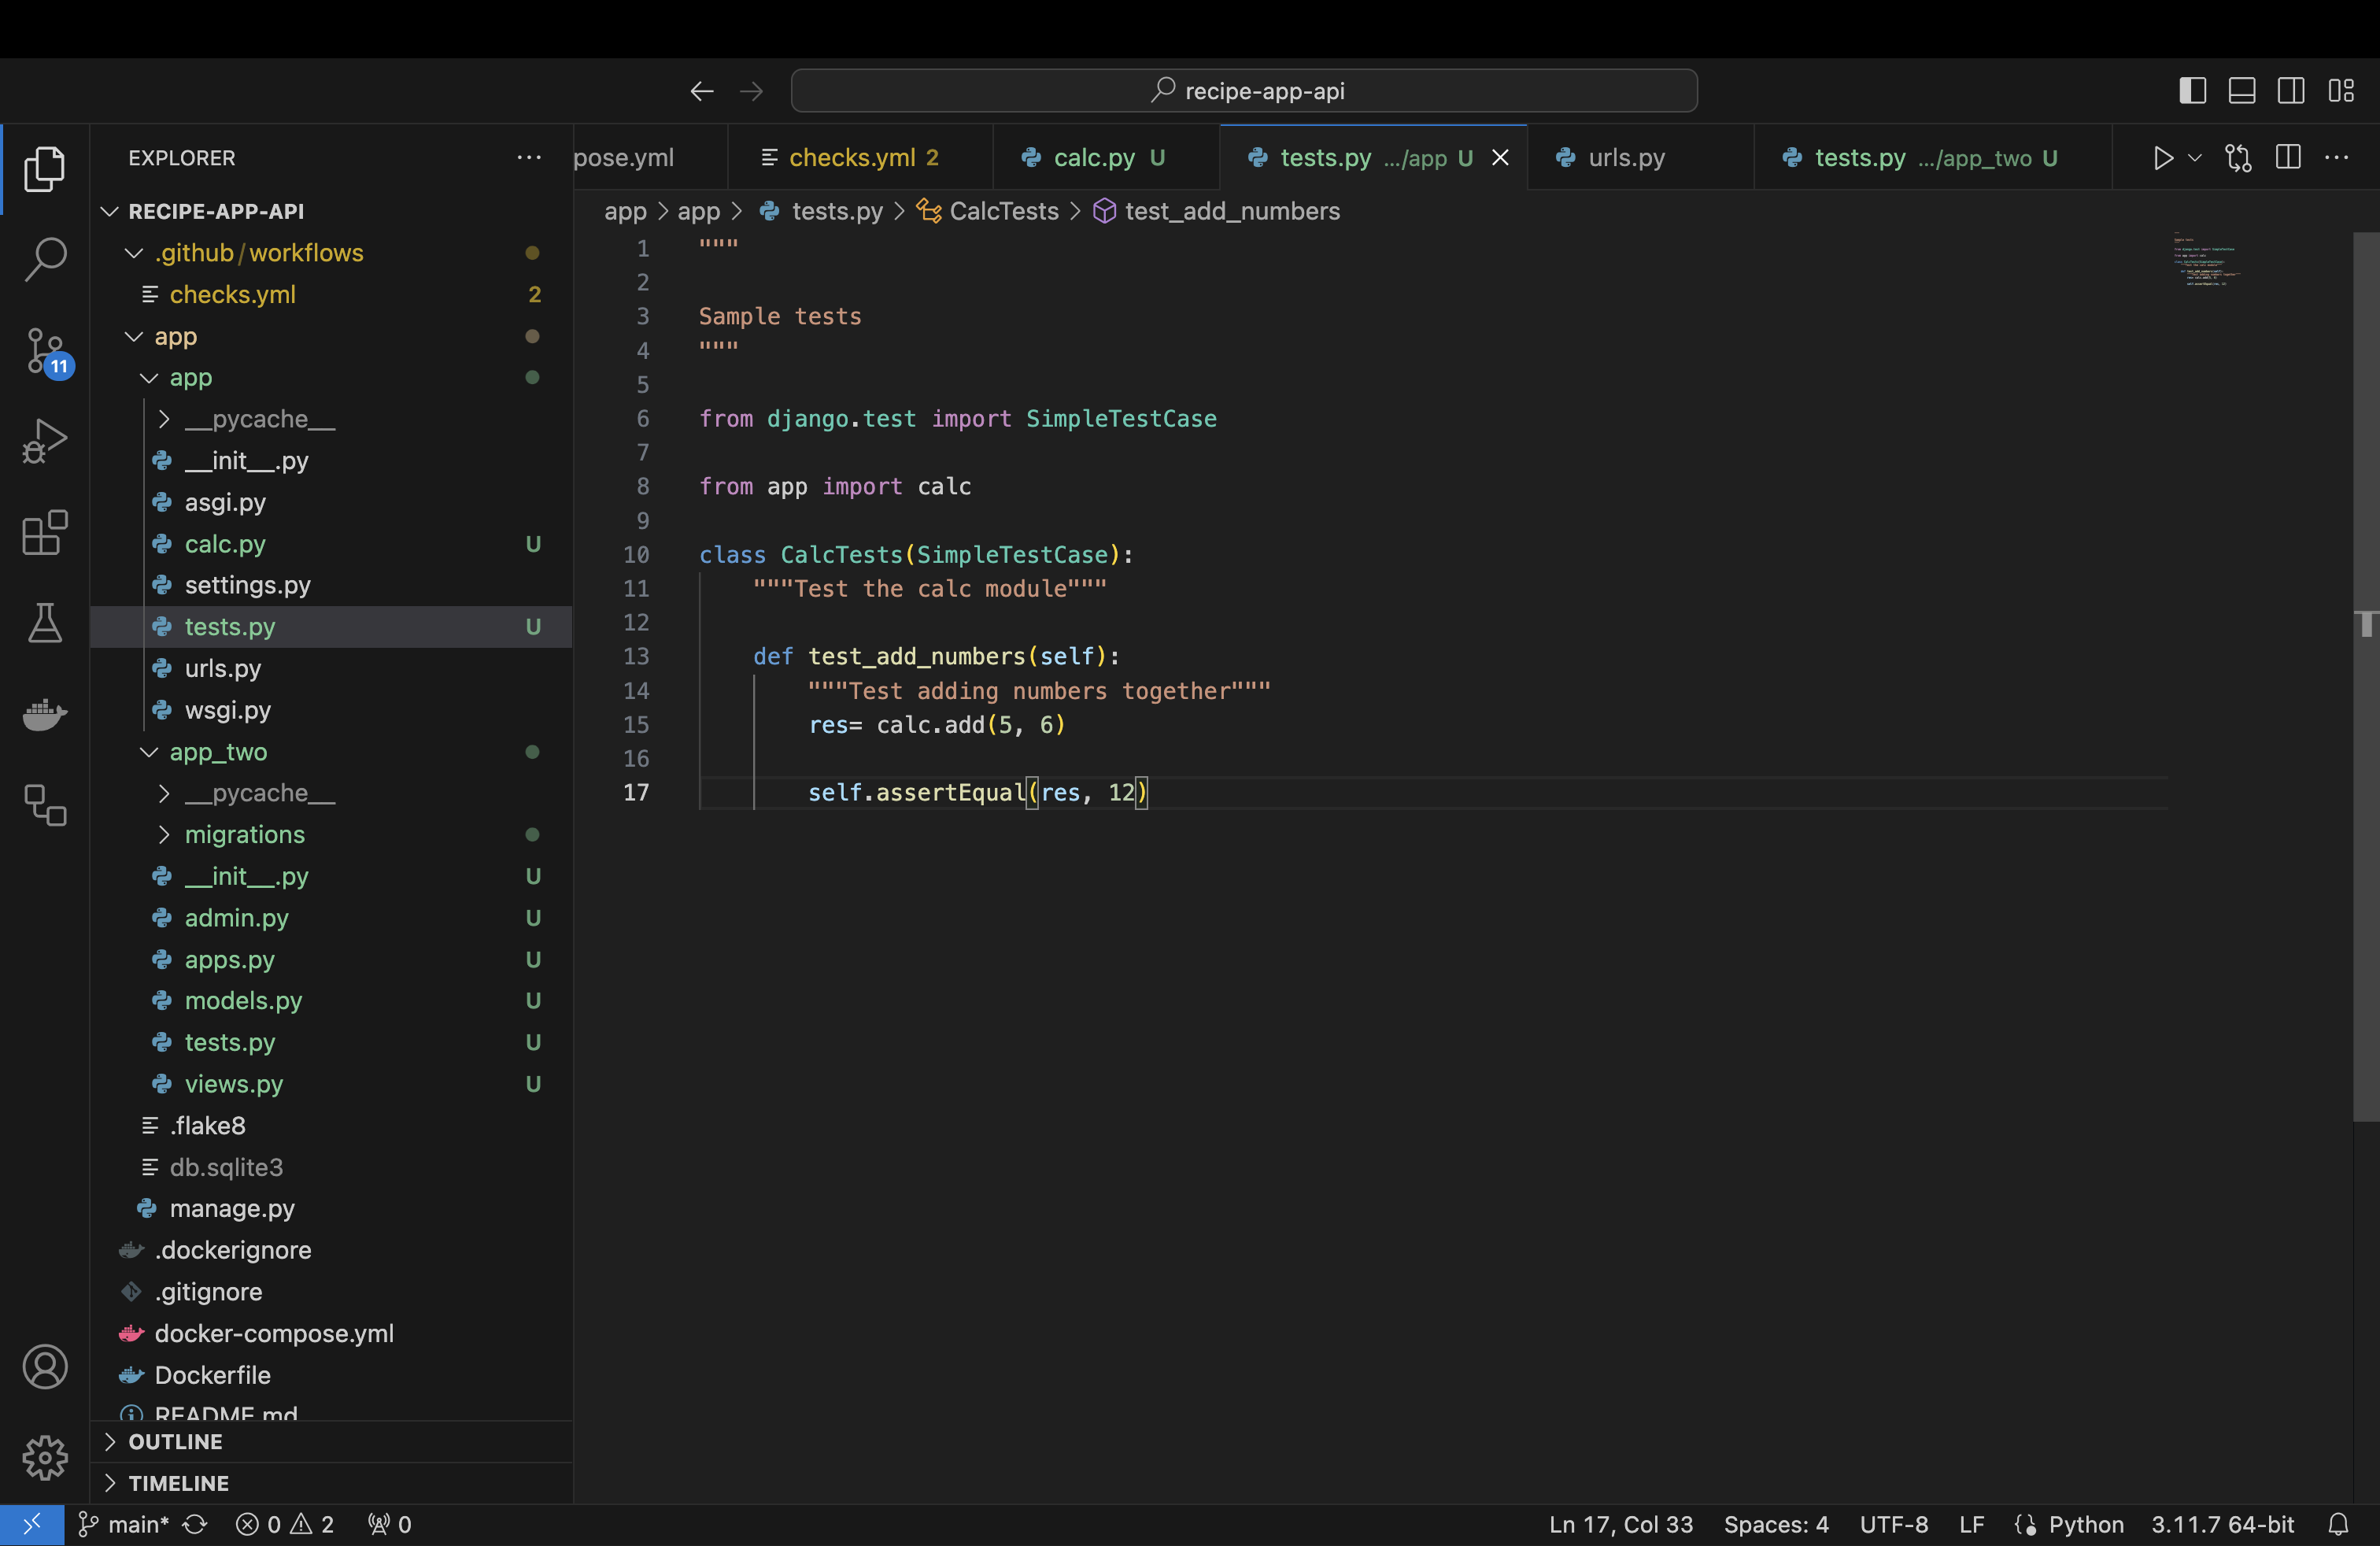 recipe-app-api
EXPLORER
pose.yml
checks.yml 2
calc.py U
tests.py .../app U
urls.py
tests.py .../app_two U
RECIPE-APP-API
.github/workflows
checks.yml 2
app
app
__pycache__
__init__.py
asgi.py
calc.py U
settings.py
tests.py U
urls.py
wsgi.py
app_two
__pycache__
migrations
__init__.py U
admin.py U
apps.py U
models.py U
tests.py U
views.py U
.flake8
db.sqlite3
manage.py
.dockerignore
.gitignore
docker-compose.yml
Dockerfile
README.md
OUTLINE
TIMELINE
11
app > app > tests.py > CalcTests > test_add_numbers
1 """
2
3 Sample tests
4 """
5
6 from django.test import SimpleTestCase
7
8 from app import calc
9
10 class CalcTests(SimpleTestCase):
11 """Test the calc module"""
12
13 def test_add_numbers(self):
14 """Test adding numbers together"""
15 res= calc.add(5, 6)
16
17 self.assertEqual(res, 12)
main* 0 2 0
Ln 17, Col 33 Spaces: 4 UTF-8 LF Python 3.11.7 64-bit